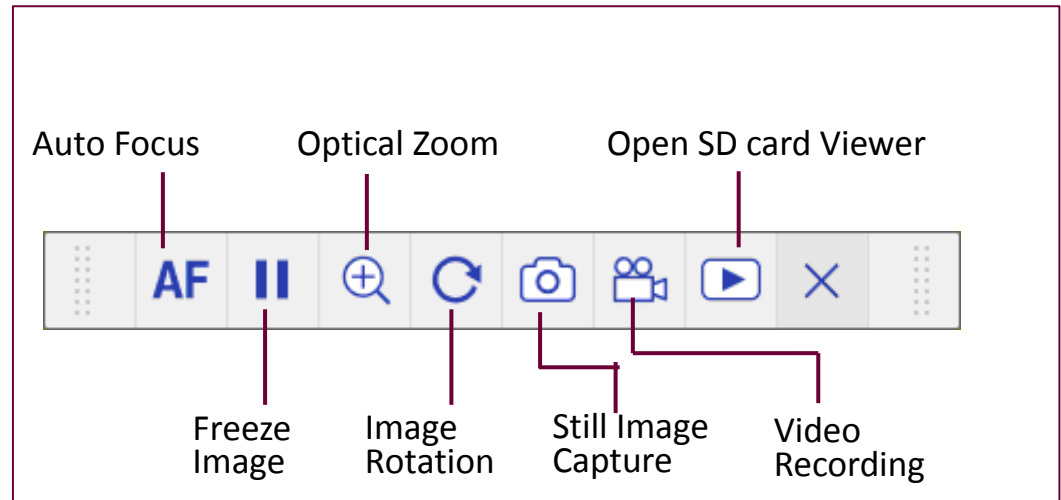 Auto Focus
Optical Zoom
Open SD card Viewer
AF
Freeze
Image
Image
Rotation
Still Image
Capture
Video
Recording